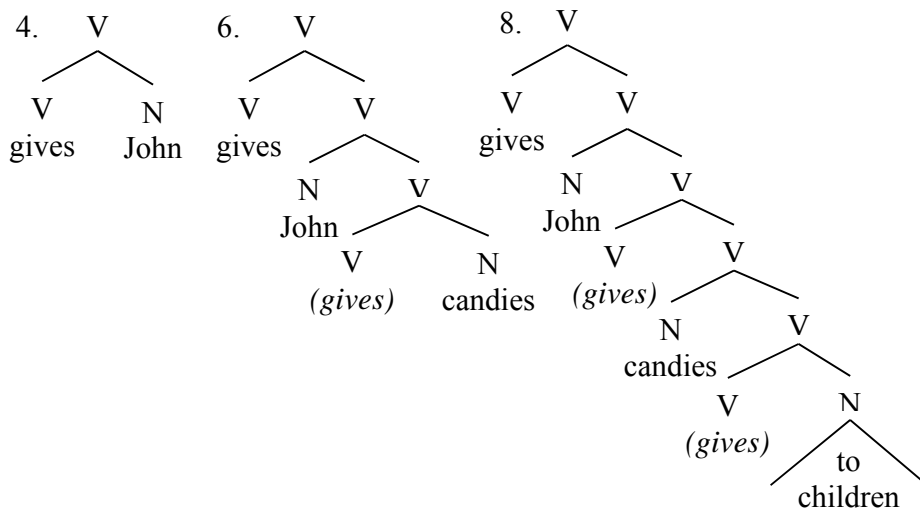 4. V 6. V 8. V
V N V V V V
gives John gives gives
N V N V
John John
V N V V
(gives) candies (gives)
N V
candies
V N
(gives) to
children